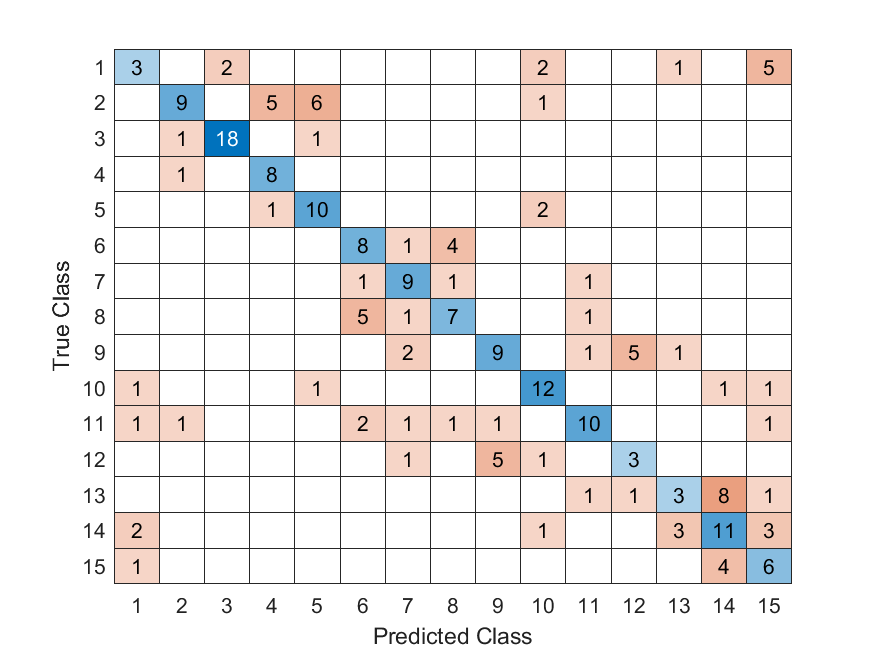 1 3 2 2 1 5
2 9 5 6 1
3 1 18 1
4 1 8
5 1 10 2
6 8 1 4
7 1 9 1 1
8 5 1 7 1
9 2 9 1 5 1
10 1 1 12 1 1
11 1 1 2 1 1 1 10 1
12 1 5 1 3
13 1 1 3 8 1
14 2 1 3 11 3
15 1 4 6
True Class
1 2 3 4 5 6 7 8 9 10 11 12 13 14 15
Predicted Class